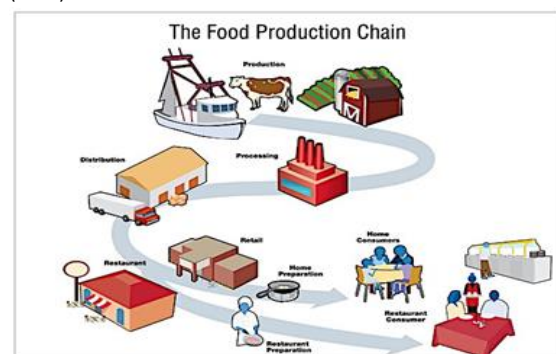 The Food Production Chain
Production
Processing
Distribution
Retail
Restaurant
Home
Preparation
Home
Consumers
Restaurant
Preparation
Restaurant
Consumer